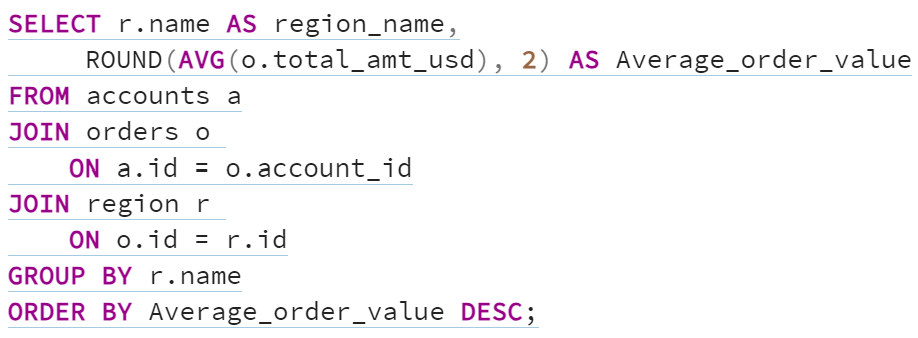 SELECT r.name AS region_name,
ROUND(AVG(o.total_amt_usd), 2) AS Average_order_value
FROM accounts a
JOIN orders o
ON a.id = o.account_id
JOIN region r
ON o.id = r.id
GROUP BY r.name
ORDER BY Average_order_value DESC;